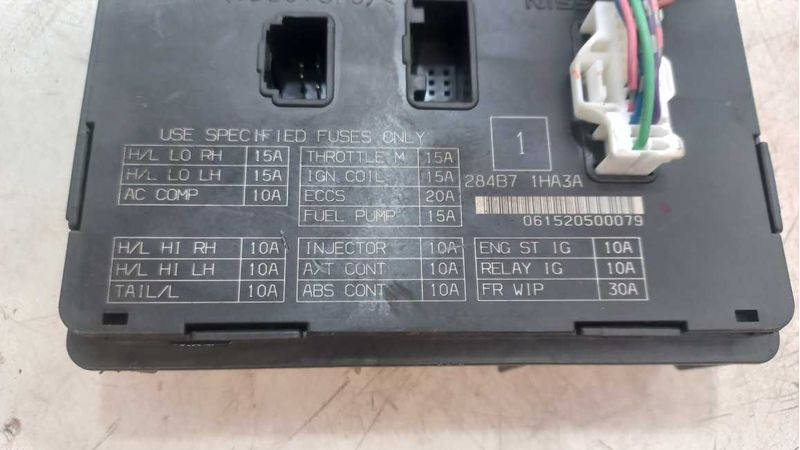 NISS
USE SPECIFIED FUSES ONLY
1
H/L LO RH 15A
H/L LO LH 15A
AC COMP 10A
THROTTLE M 15A
IGN COIL 15A
ECCS 20A
FUEL PUMP 15A
284B7 1HA3A
061520500079
H/L HI RH 10A
H/L HI LH 10A
TAIL/L 10A
INJECTOR 10A
AXT CONT 10A
ABS CONT 10A
ENG ST IG 10A
RELAY IG 10A
FR WIP 30A